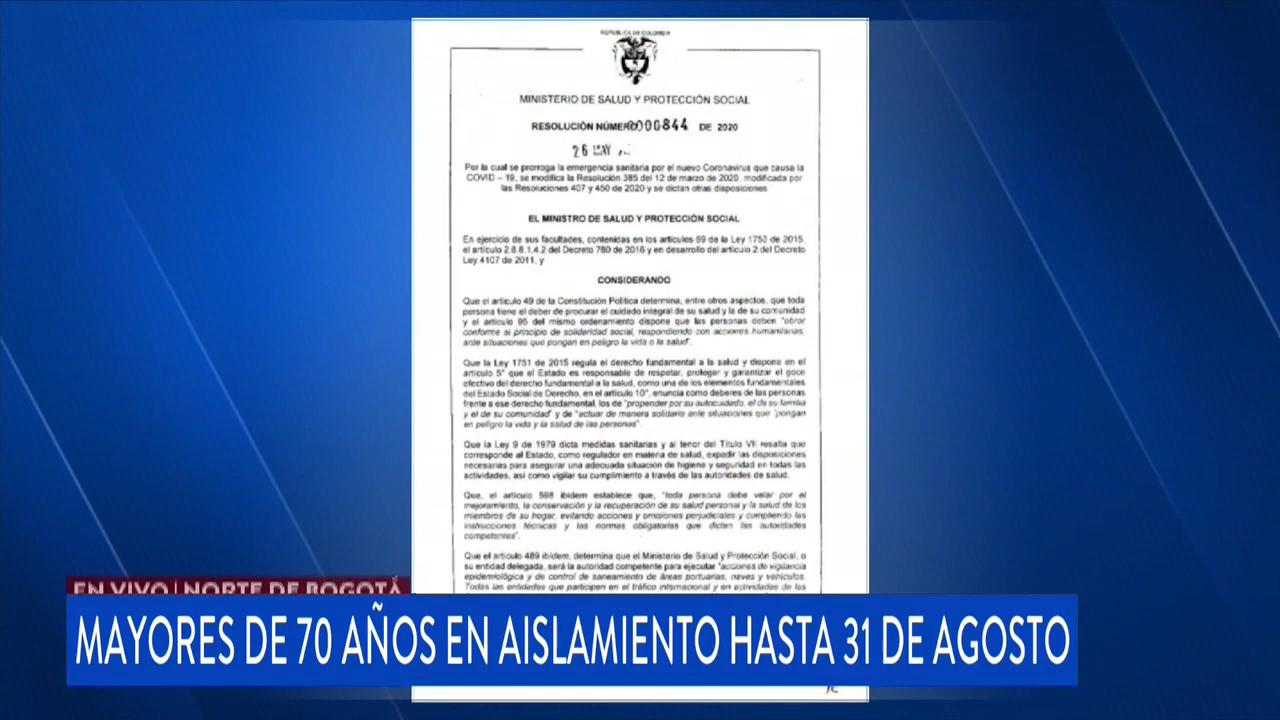 REPÚBLICA DE COLOMBIA
MINISTERIO DE SALUD Y PROTECCIÓN SOCIAL
RESOLUCIÓN NÚMERO 0000844 DE 2020
26 MAY
Por la cual se prorroga la emergencia sanitaria por el nuevo Coronavirus que causa la
COVID – 19, se modifica la Resolución 385 del 12 de marzo de 2020, modificada por
las Resoluciones 407 y 450 de 2020 y se dictan otras disposiciones
EL MINISTRO DE SALUD Y PROTECCIÓN SOCIAL
En ejercicio de sus facultades, contenidas en los artículos 69 de la Ley 1753 de 2015,
el artículo 2.8.8.1.4.2 del Decreto 780 de 2016 y en desarrollo del artículo 2 del Decreto
Ley 4107 de 2011, y
CONSIDERANDO
Que el artículo 49 de la Constitución Política determina, entre otros aspectos, que toda
persona tiene el deber de procurar el cuidado integral de su salud y la de su comunidad
y el artículo 95 del mismo ordenamiento dispone que las personas deben "obrar
conforme al principio de solidaridad social, respondiendo con acciones humanitarias
ante situaciones que pongan en peligro la vida o la salud".
Que la Ley 1751 de 2015 regula el derecho fundamental a la salud y dispone en el
artículo 5° que el Estado es responsable de respetar, proteger y garantizar el goce
efectivo del derecho fundamental a la salud, como una de los elementos fundamentales
del Estado Social de Derecho, en el artículo 10°, enuncia como deberes de las personas
frente a ese derecho fundamental, los de "propender por su autocuidado, el de su familia
y el de su comunidad" y de "actuar de manera solidaria ante situaciones que pongan
en peligro la vida y la salud de las personas".
Que la Ley 9 de 1979 dicta medidas sanitarias y al tenor del Título VII resalta que
corresponde al Estado, como regulador en materia de salud, expedir las disposiciones
necesarias para asegurar una adecuada situación de higiene y seguridad en todas las
actividades, así como vigilar su cumplimiento a través de las autoridades de salud.
Que, el artículo 598 ibidem establece que, "toda persona debe velar por el
mejoramiento, la conservación y la recuperación de su salud personal y la salud de los
miembros de su hogar, evitando acciones y omisiones perjudiciales y cumpliendo las
instrucciones técnicas y las normas obligatorias que dicten las autoridades
competentes".
Que el artículo 489 ibidem, determina que el Ministerio de Salud y Protección Social, o
su entidad delegada, será la autoridad competente para ejecutar "acciones de vigilancia
epidemiológica y de control de saneamiento de áreas portuarias, naves y vehículos.
Todas las entidades que participen en el tráfico internacional y en actividades de las
EN VIVO | NORTE DE BOGOTÁ
MAYORES DE 70 AÑOS EN AISLAMIENTO HASTA 31 DE AGOSTO